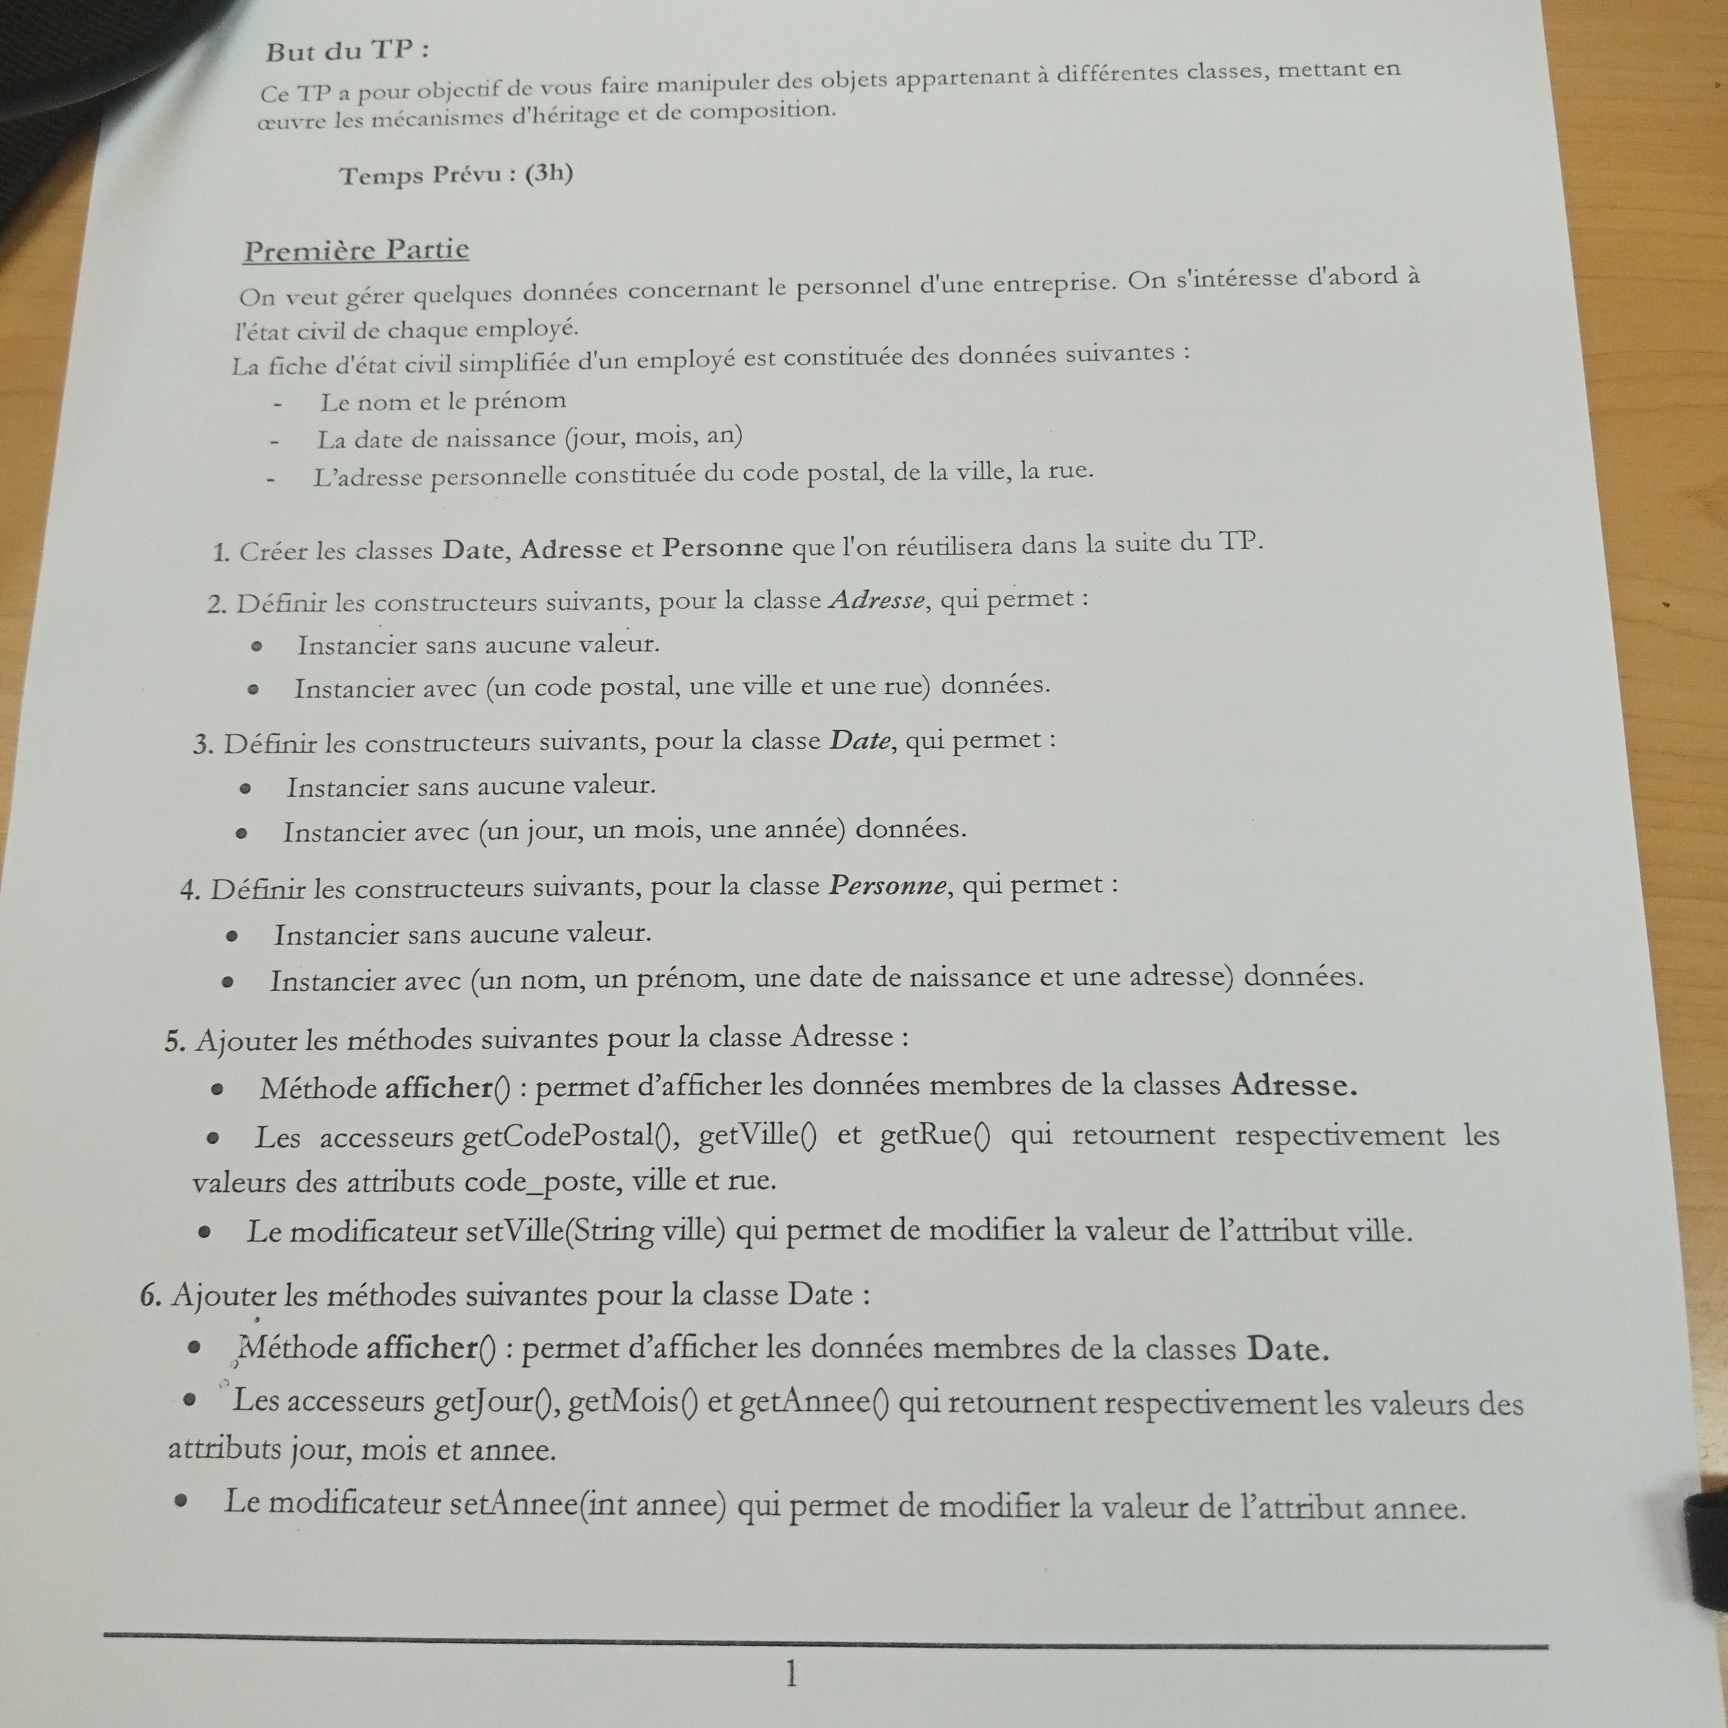 But du TP :
Ce TP a pour objectif de vous faire manipuler des objets appartenant à différentes classes, mettant en
œuvre les mécanismes d'héritage et de composition.
Temps Prévu : (3h)
Première Partie
On veut gérer quelques données concernant le personnel d'une entreprise. On s'intéresse d'abord à
l'état civil de chaque employé.
La fiche d'état civil simplifiée d'un employé est constituée des données suivantes :
- Le nom et le prénom
- La date de naissance (jour, mois, an)
- L’adresse personnelle constituée du code postal, de la ville, la rue.
1. Créer les classes Date, Adresse et Personne que l'on réutilisera dans la suite du TP.
2. Définir les constructeurs suivants, pour la classe Adresse, qui permet :
• Instancier sans aucune valeur.
• Instancier avec (un code postal, une ville et une rue) données.
3. Définir les constructeurs suivants, pour la classe Date, qui permet :
• Instancier sans aucune valeur.
• Instancier avec (un jour, un mois, une année) données.
4. Définir les constructeurs suivants, pour la classe Personne, qui permet :
• Instancier sans aucune valeur.
• Instancier avec (un nom, un prénom, une date de naissance et une adresse) données.
5. Ajouter les méthodes suivantes pour la classe Adresse :
• Méthode afficher() : permet d’afficher les données membres de la classes Adresse.
• Les accesseurs getCodePostal(), getVille() et getRue() qui retournent respectivement les
valeurs des attributs code_poste, ville et rue.
• Le modificateur setVille(String ville) qui permet de modifier la valeur de l’attribut ville.
6. Ajouter les méthodes suivantes pour la classe Date :
• Méthode afficher() : permet d’afficher les données membres de la classes Date.
• Les accesseurs getJour(), getMois() et getAnnee() qui retournent respectivement les valeurs des
attributs jour, mois et annee.
• Le modificateur setAnnee(int annee) qui permet de modifier la valeur de l’attribut annee.
1